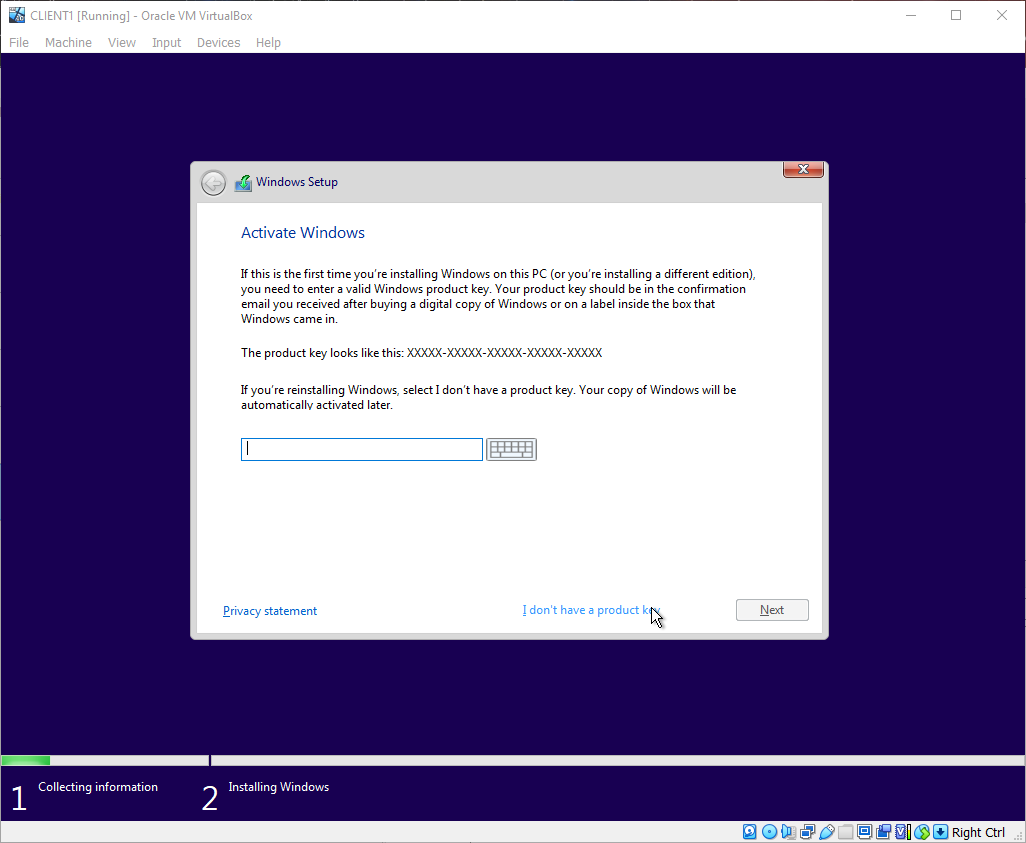 CLIENT1 [Running] - Oracle VM VirtualBox
File Machine View Input Devices Help
Windows Setup
Activate Windows
If this is the first time you're installing Windows on this PC (or you're installing a different edition),
you need to enter a valid Windows product key. Your product key should be in the confirmation
email you received after buying a digital copy of Windows or on a label inside the box that
Windows came in.
The product key looks like this: XXXXX-XXXXX-XXXXX-XXXXX-XXXXX
If you're reinstalling Windows, select I don't have a product key. Your copy of Windows will be
automatically activated later.
Privacy statement
I don't have a product key
Next
1 Collecting information
2 Installing Windows
Right Ctrl